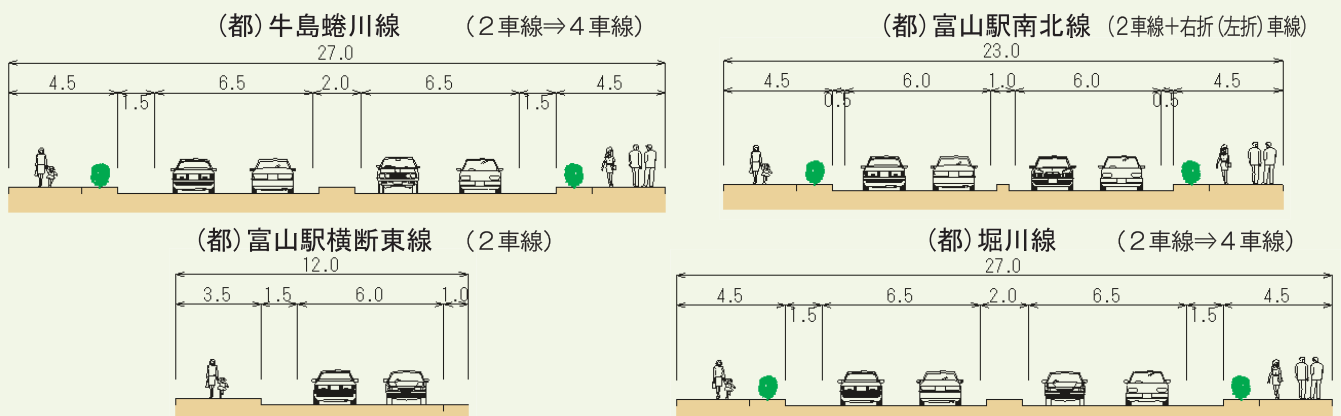 (都)牛島蜷川線 (2車線⇒4車線)
27.0
4.5 1.5 6.5 2.0 6.5 1.5 4.5
(都)富山駅南北線 (2車線+右折(左折)車線)
23.0
4.5 0.5 6.0 1.0 6.0 0.5 4.5
(都)富山駅横断東線 (2車線)
12.0
3.5 1.5 6.0 1.0
(都)堀川線 (2車線⇒4車線)
27.0
4.5 1.5 6.5 2.0 6.5 1.5 4.5